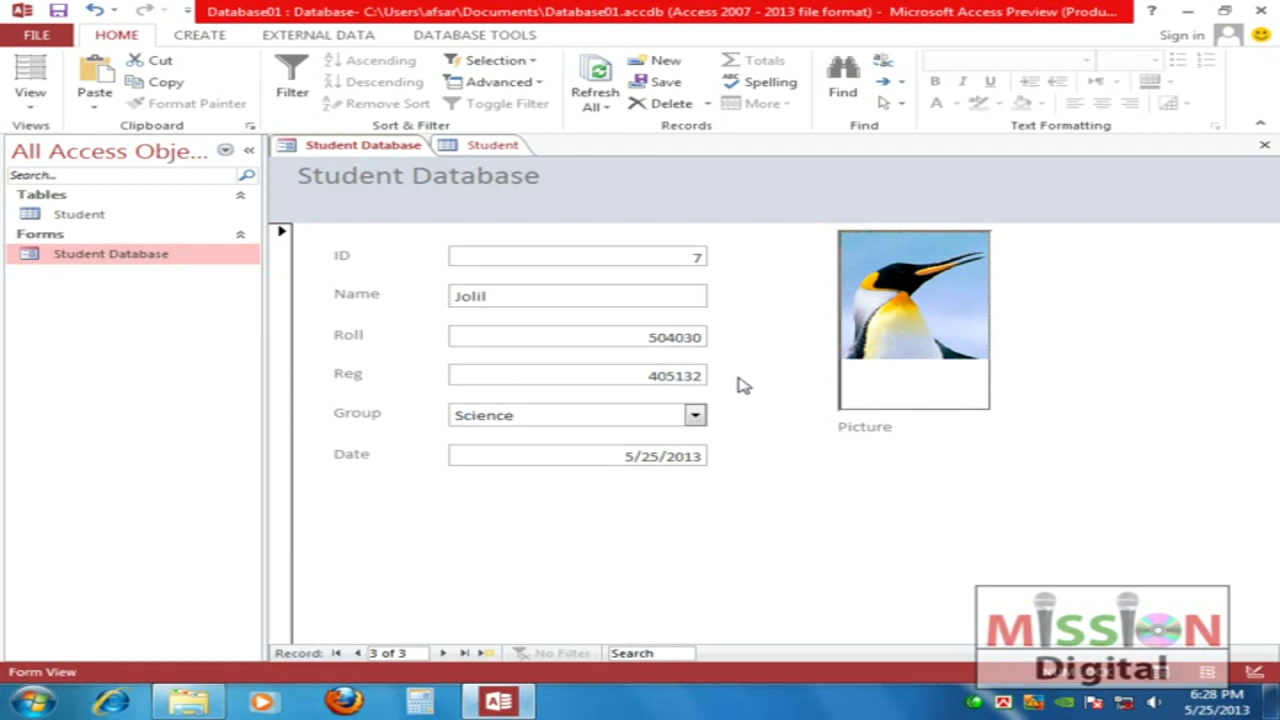 Database01 : Database- C:\Users\afsar\Documents\Database01.accdb (Access 2007 - 2013 file format) - Microsoft Access Preview (Produ... ?
FILE HOME CREATE EXTERNAL DATA DATABASE TOOLS Sign in
View
Views
Paste
Cut
Copy
Format Painter
Clipboard
Filter
Ascending
Descending
Remove Sort
Selection
Advanced
Toggle Filter
Sort & Filter
Refresh
All
New
Save
Delete
Totals
Spelling
More
Records
Find
Find
B I U
A
Text Formatting
All Access Obje...
Search...
Tables
Student
Forms
Student Database
Student Database Student
Student Database
ID 7
Name Jolil
Roll 504030
Reg 405132
Group Science
Date 5/25/2013
Picture
Record: 3 of 3 No Filter Search
Form View
MiSSiON
Digital
6:28 PM
5/25/2013